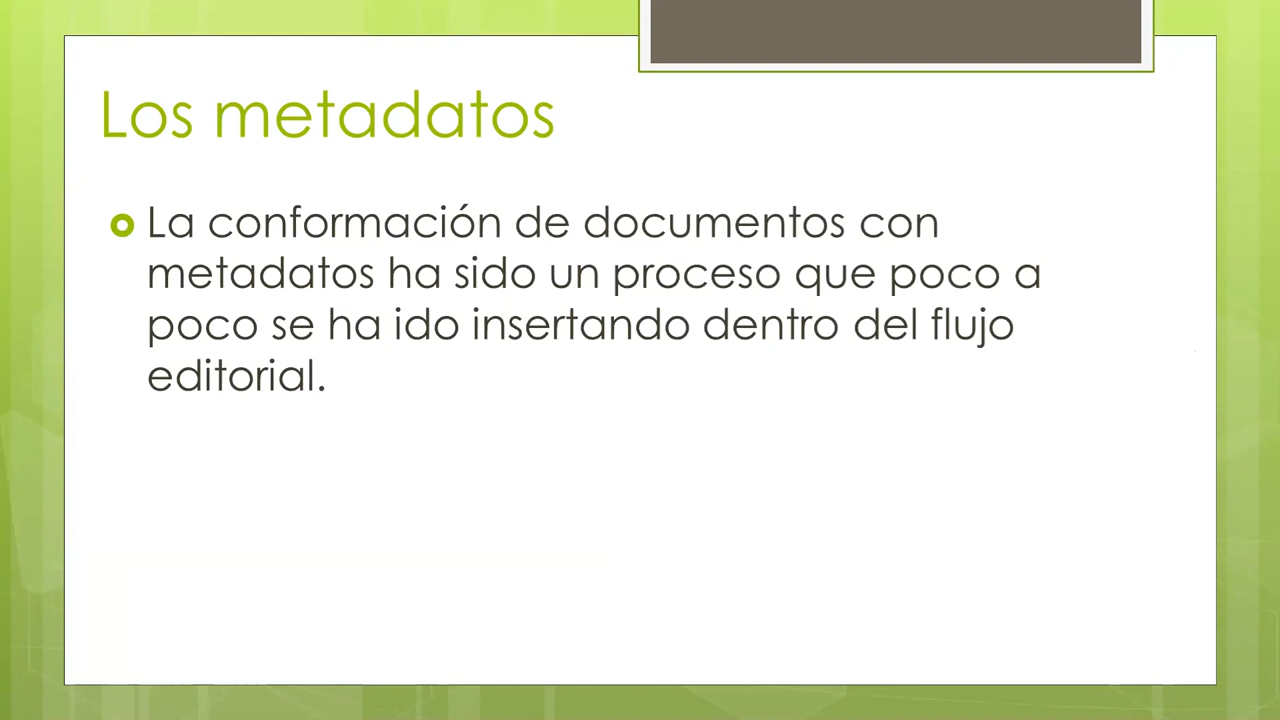 Los metadatos
La conformación de documentos con
metadatos ha sido un proceso que poco a
poco se ha ido insertando dentro del flujo
editorial.